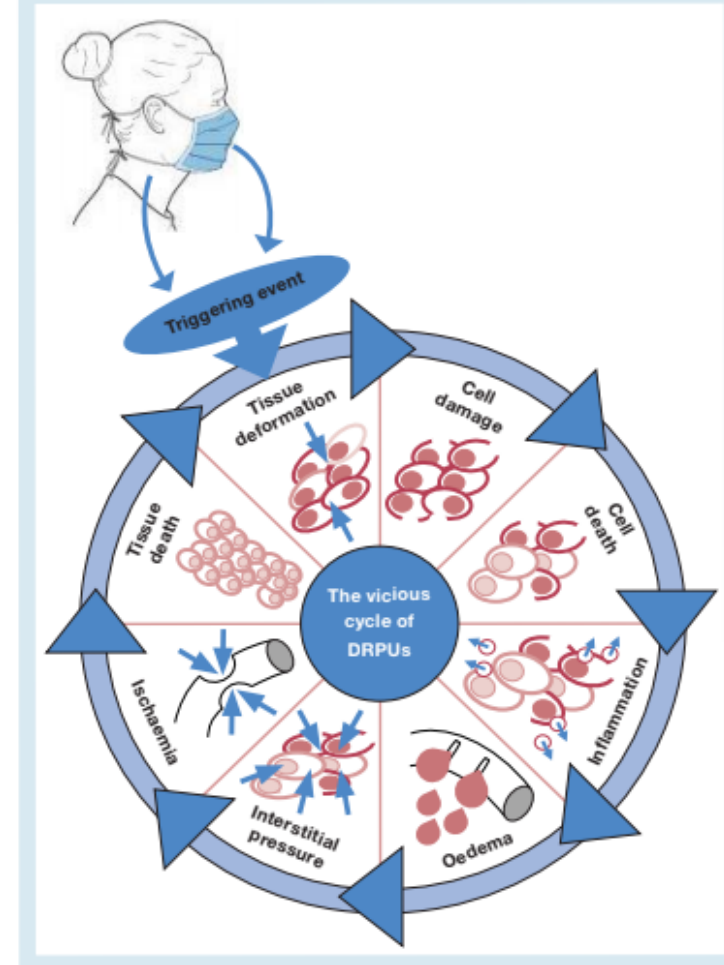 Triggering event
Tissue
deformation
Cell
damage
Cell
death
Inflammation
Oedema
Interstitial
pressure
Ischaemia
Tissue
death
The vicious
cycle of
DRPUs